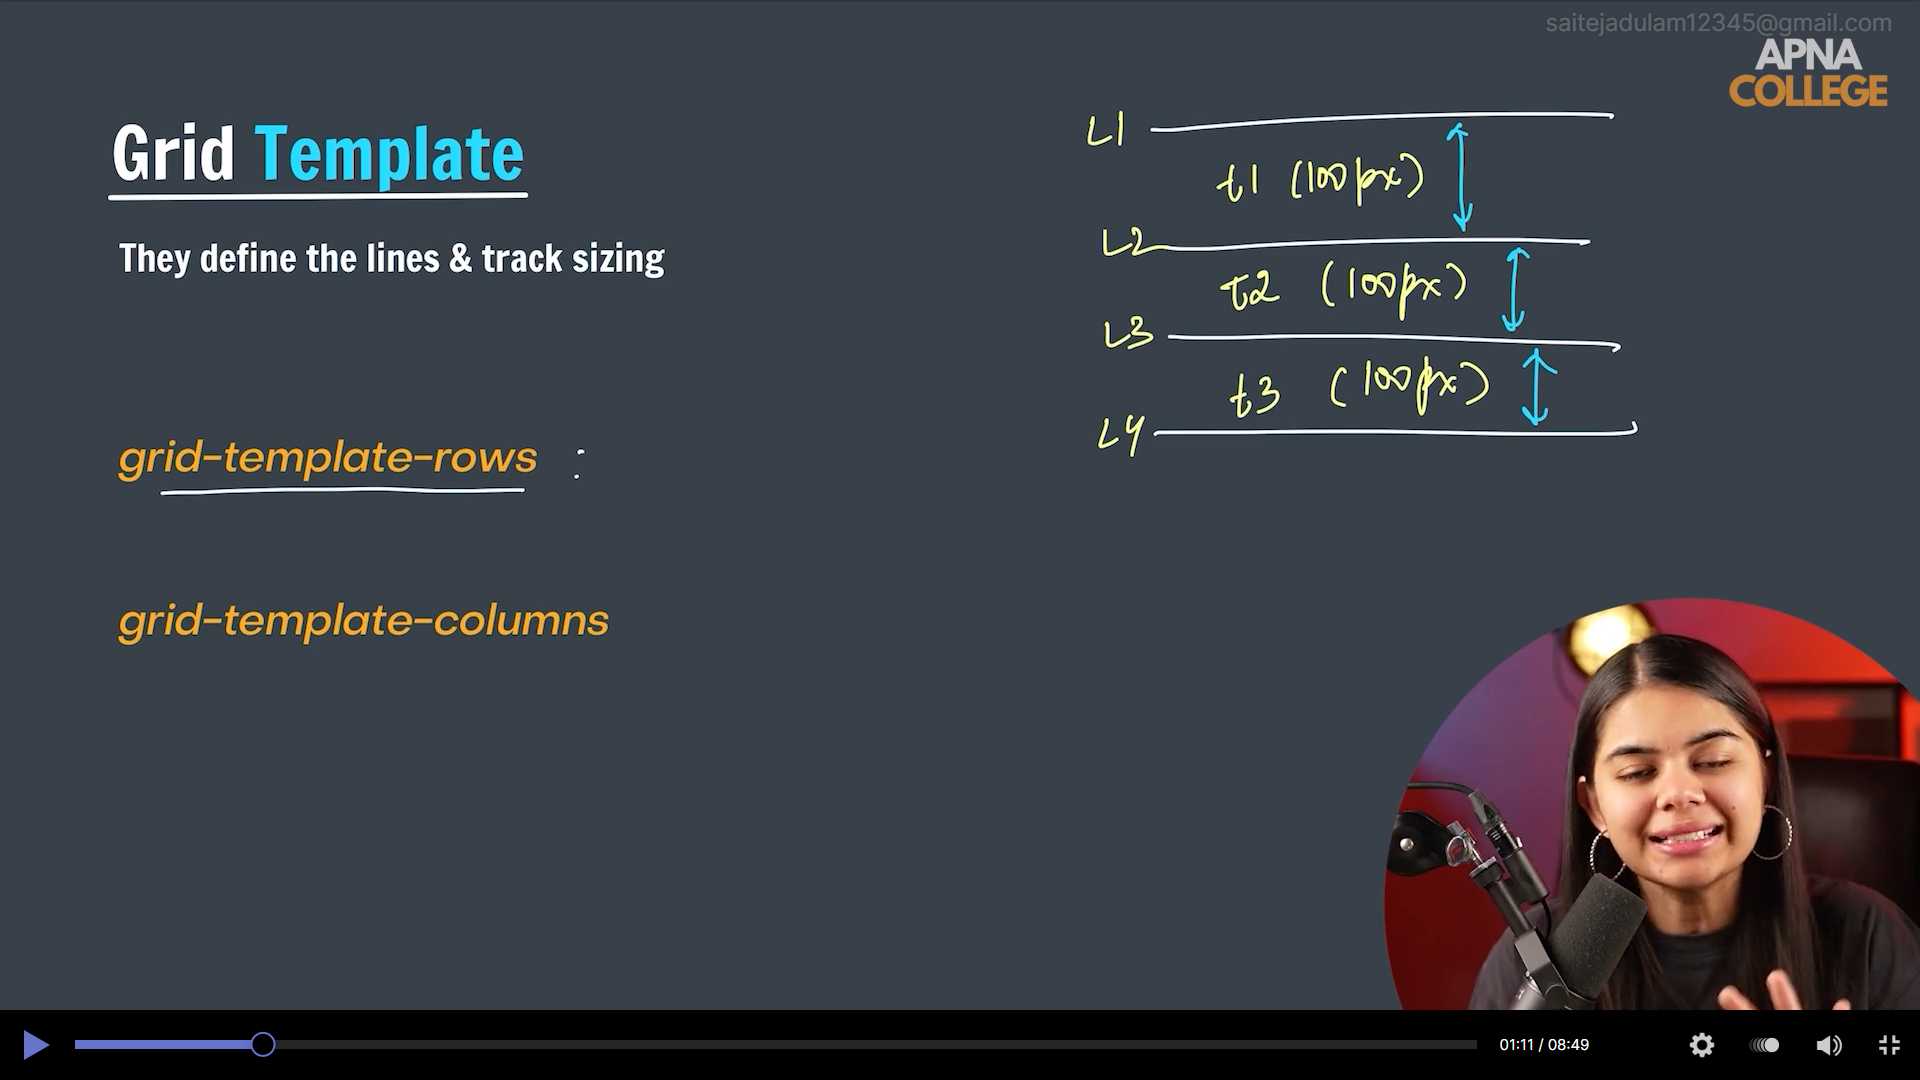 saitejadulam12345@gmail.com
APNA
COLLEGE
Grid Template
They define the lines & track sizing
L1
t1 (100px)
L2
t2 (100px)
L3
t3 (100px)
L4
grid-template-rows :
grid-template-columns
01:11 / 08:49